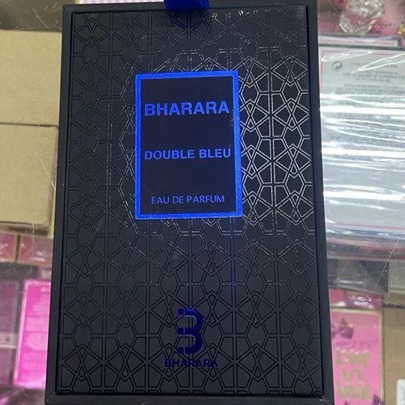 BHARARA
DOUBLE BLEU
EAU DE PARFUM
B
BHARARA